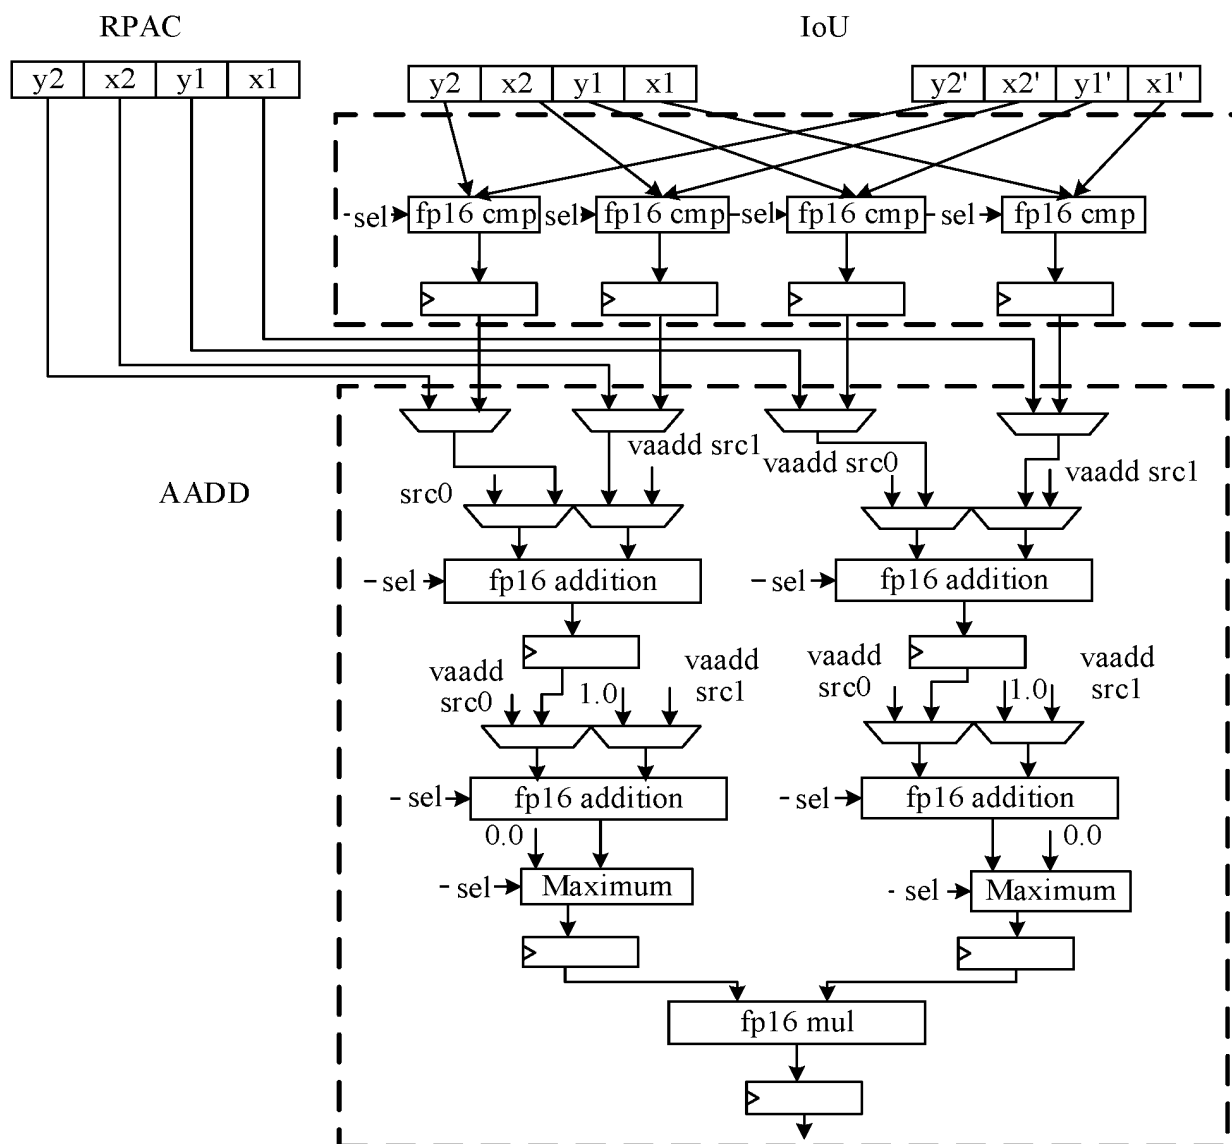 RPAC IoU
y2 x2 y1 x1 y2 x2 y1 x1 y2' x2' y1' x1'
sel fp16 cmp sel fp16 cmp sel fp16 cmp sel fp16 cmp
vaadd src1 vaadd src0 vaadd src1
AADD src0
sel fp16 addition sel fp16 addition
vaadd vaadd vaadd vaadd
src0 1.0 src1 src0 1.0 src1
sel fp16 addition sel fp16 addition
0.0 0.0
sel Maximum sel Maximum
fp16 mul